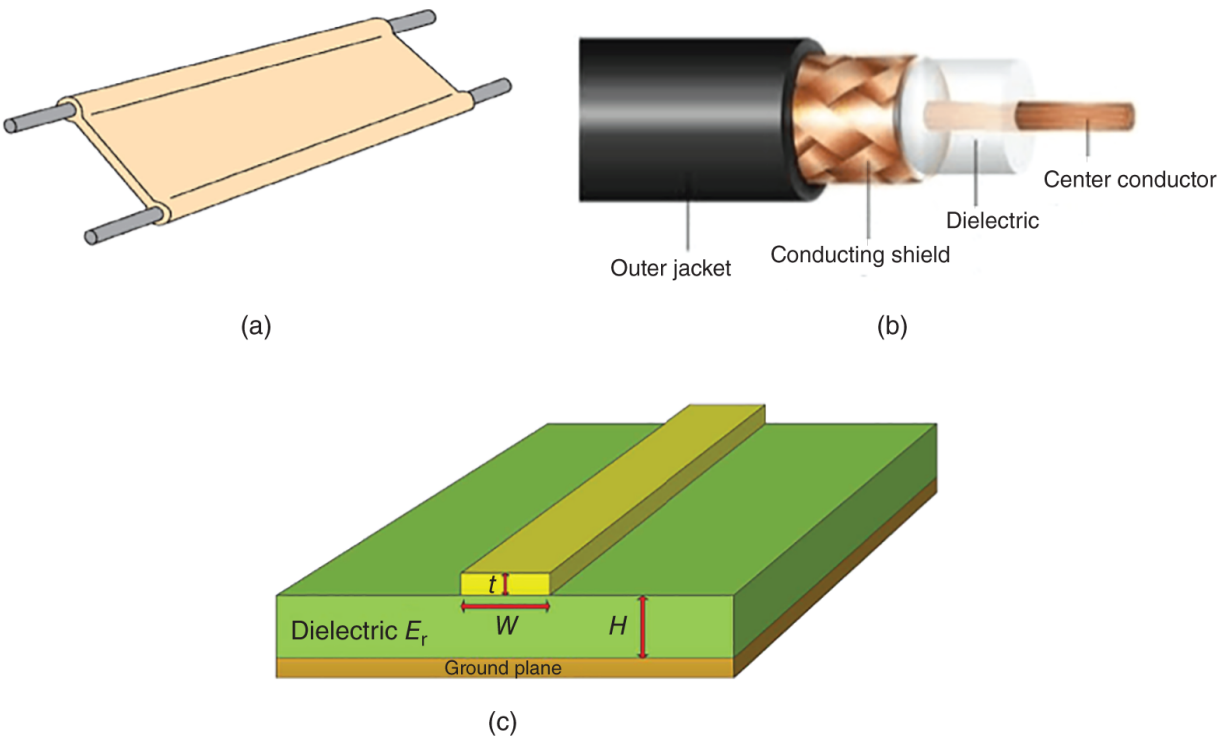 Center conductor
Dielectric
Conducting shield
Outer jacket
(a)
(b)
t
W
H
Dielectric Er
Ground plane
(c)